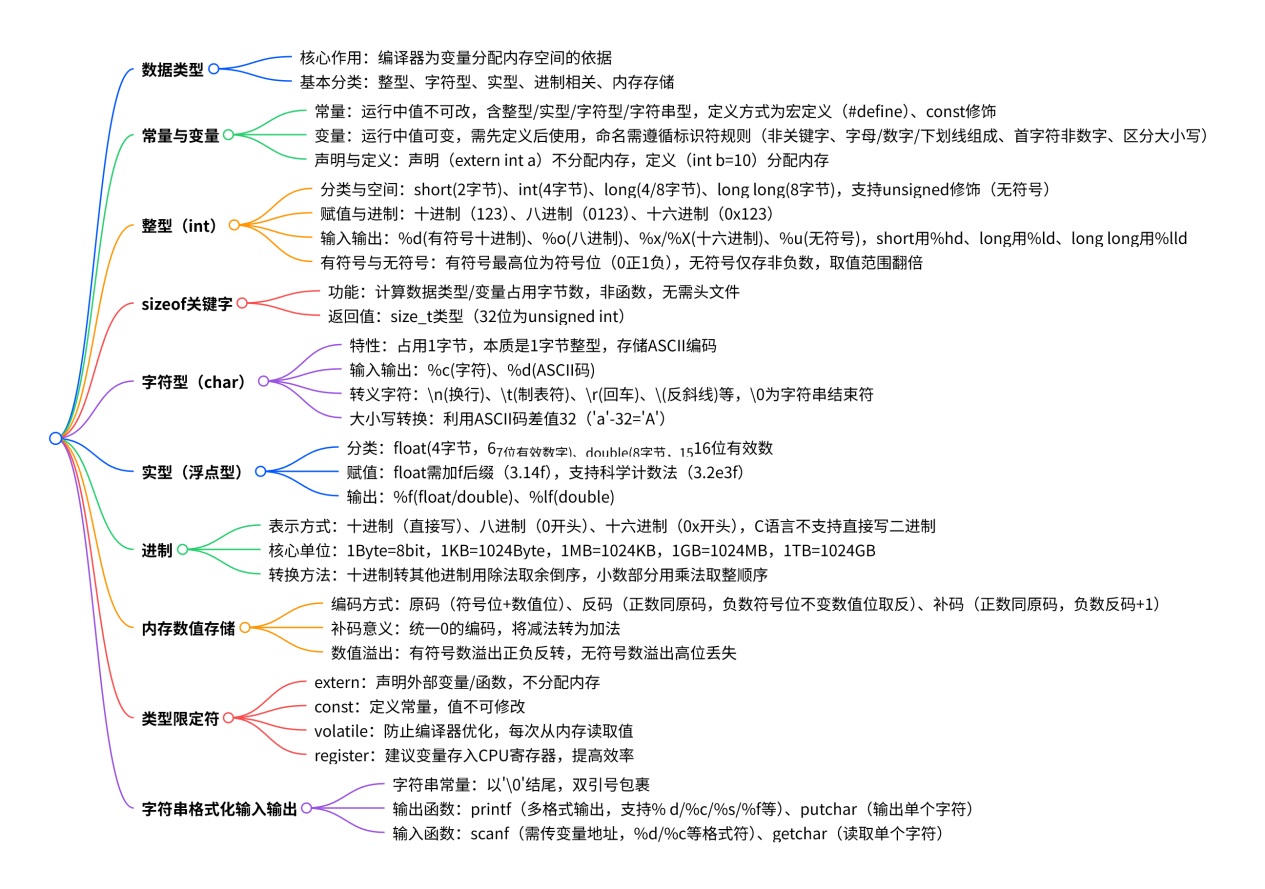 数据类型
核心作用：编译器为变量分配内存空间的依据
基本分类：整型、字符型、实型、进制相关、内存存储
常量与变量
常量：运行中值不可改，含整型/实型/字符型/字符串型，定义方式为宏定义（#define）、const修饰
变量：运行中值可变，需先定义后使用，命名需遵循标识符规则（非关键字、字母/数字/下划线组成、首字符非数字、区分大小写）
声明与定义：声明（extern int a）不分配内存，定义（int b=10）分配内存
整型（int）
分类与空间：short(2字节)、int(4字节)、long(4/8字节)、long long(8字节)，支持unsigned修饰（无符号）
赋值与进制：十进制（123）、八进制（0123）、十六进制（0x123）
输入输出：%d(有符号十进制)、%o(八进制)、%x/%X(十六进制)、%u(无符号)，short用%hd、long用%ld、long long用%lld
有符号与无符号：有符号最高位为符号位（0正1负），无符号仅存非负数，取值范围翻倍
sizeof关键字
功能：计算数据类型/变量占用字节数，非函数，无需头文件
返回值：size_t类型（32位为unsigned int）
字符型（char）
特性：占用1字节，本质是1字节整型，存储ASCII编码
输入输出：%c(字符)、%d(ASCII码)
转义字符：\n(换行)、\t(制表符)、\r(回车)、\(反斜线)等，\0为字符串结束符
大小写转换：利用ASCII码差值32（'a'-32='A'）
实型（浮点型）
分类：float(4字节，67位有效数字)、double(8字节，1516位有效数
赋值：float需加f后缀（3.14f），支持科学计数法（3.2e3f）
输出：%f(float/double)、%lf(double)
进制
表示方式：十进制（直接写）、八进制（0开头）、十六进制（0x开头），C语言不支持直接写二进制
核心单位：1Byte=8bit，1KB=1024Byte，1MB=1024KB，1GB=1024MB，1TB=1024GB
转换方法：十进制转其他进制用除法取余倒序，小数部分用乘法取整顺序
内存数值存储
编码方式：原码（符号位+数值位）、反码（正数同原码，负数符号位不变数值位取反）、补码（正数同原码，负数反码+1）
补码意义：统一0的编码，将减法转为加法
数值溢出：有符号数溢出正负反转，无符号数溢出高位丢失
类型限定符
extern：声明外部变量/函数，不分配内存
const：定义常量，值不可修改
volatile：防止编译器优化，每次从内存读取值
register：建议变量存入CPU寄存器，提高效率
字符串格式化输入输出
字符串常量：以'\0'结尾，双引号包裹
输出函数：printf（多格式输出，支持% d/%c/%s/%f等）、putchar（输出单个字符）
输入函数：scanf（需传变量地址，%d/%c等格式符）、getchar（读取单个字符）